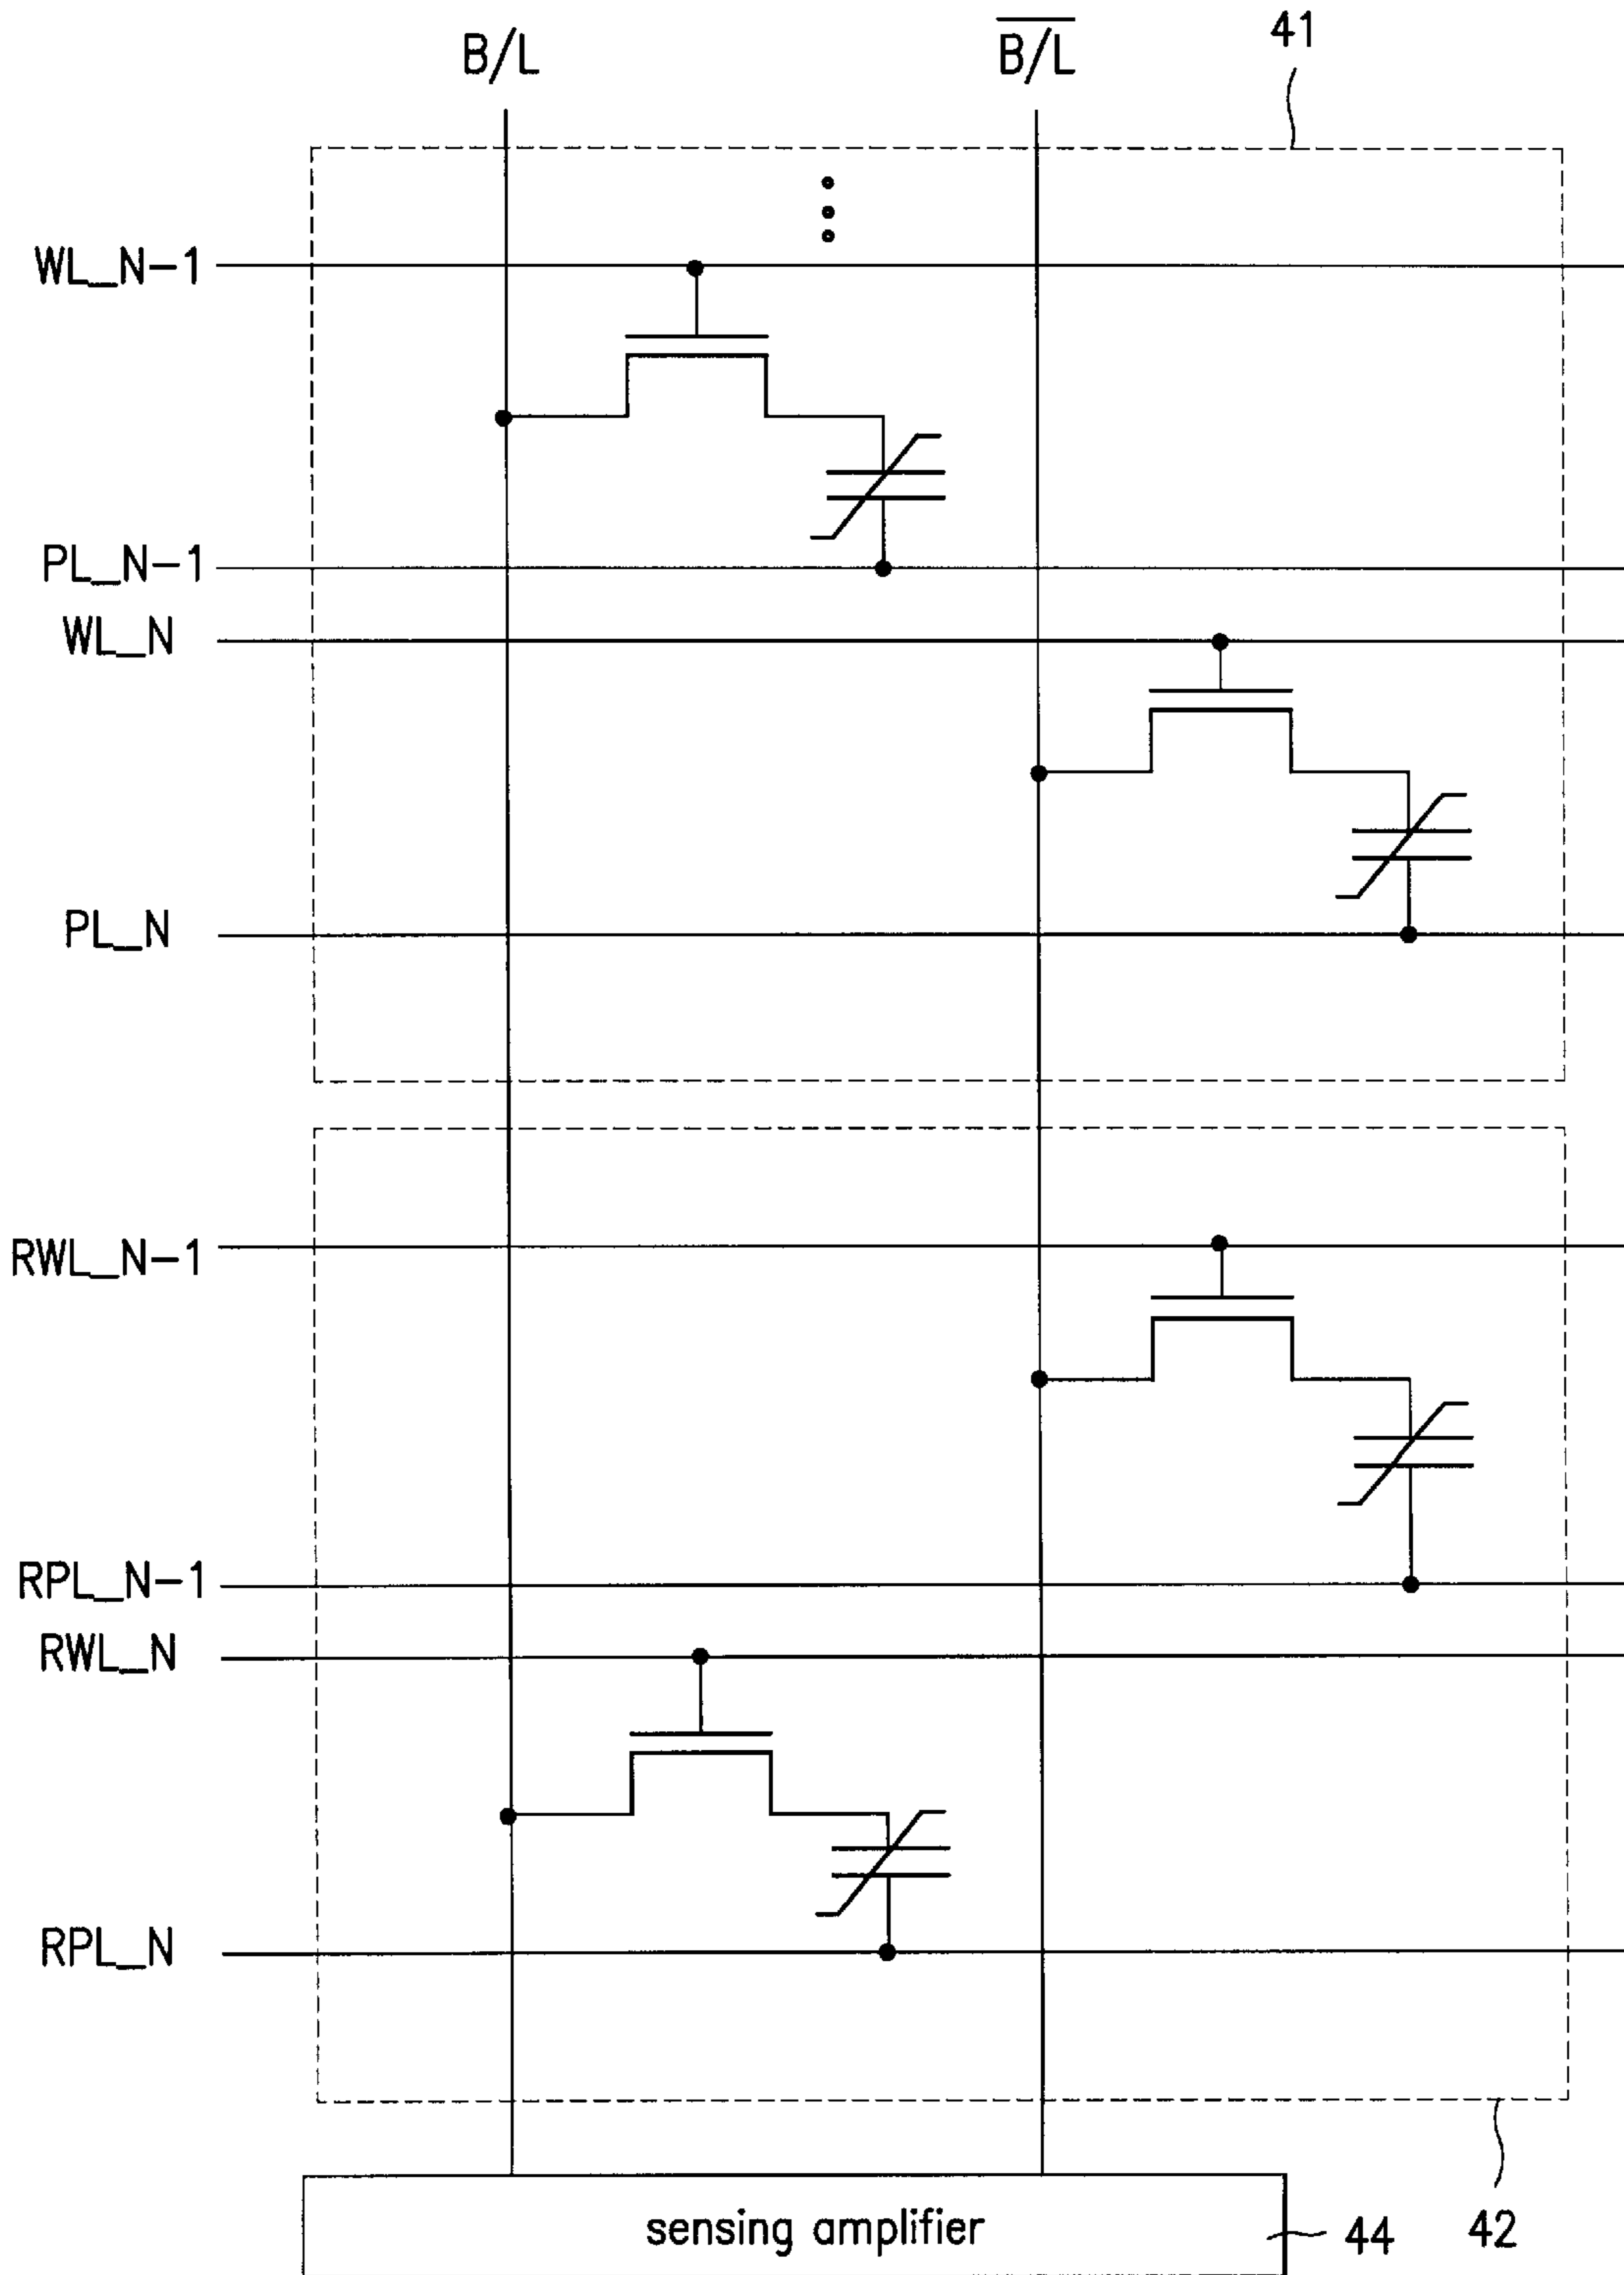 B/L
B̅/̅L̅
41
WL_N-1
PL_N-1
WL_N
PL_N
RWL_N-1
RPL_N-1
RWL_N
RPL_N
sensing amplifier
44
42